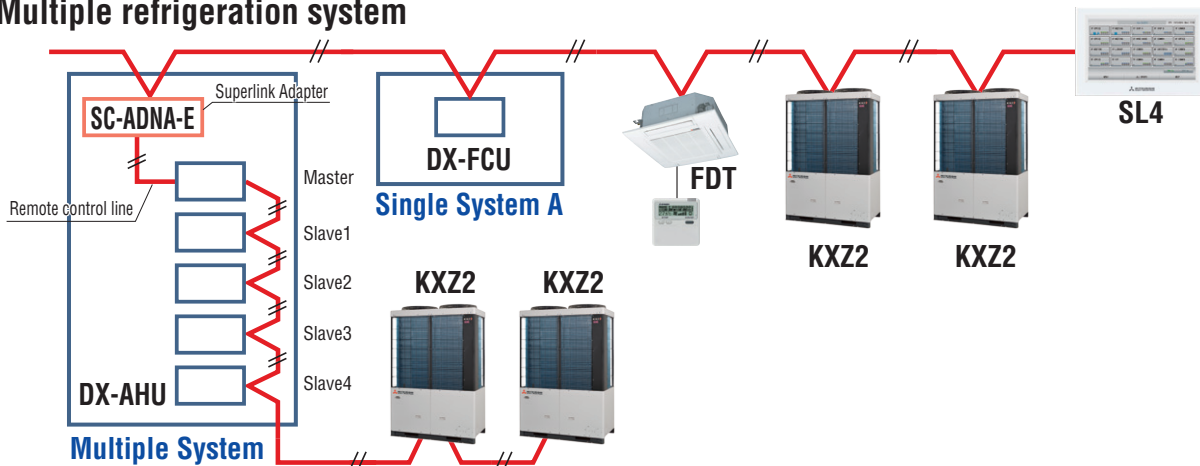 Multiple refrigeration system
Superlink Adapter
SC-ADNA-E
SL4
DX-FCU
Master
FDT
Remote control line
Single System A
Slave1
KXZ2
KXZ2
Slave2
KXZ2
KXZ2
Slave3
Slave4
DX-AHU
Multiple System